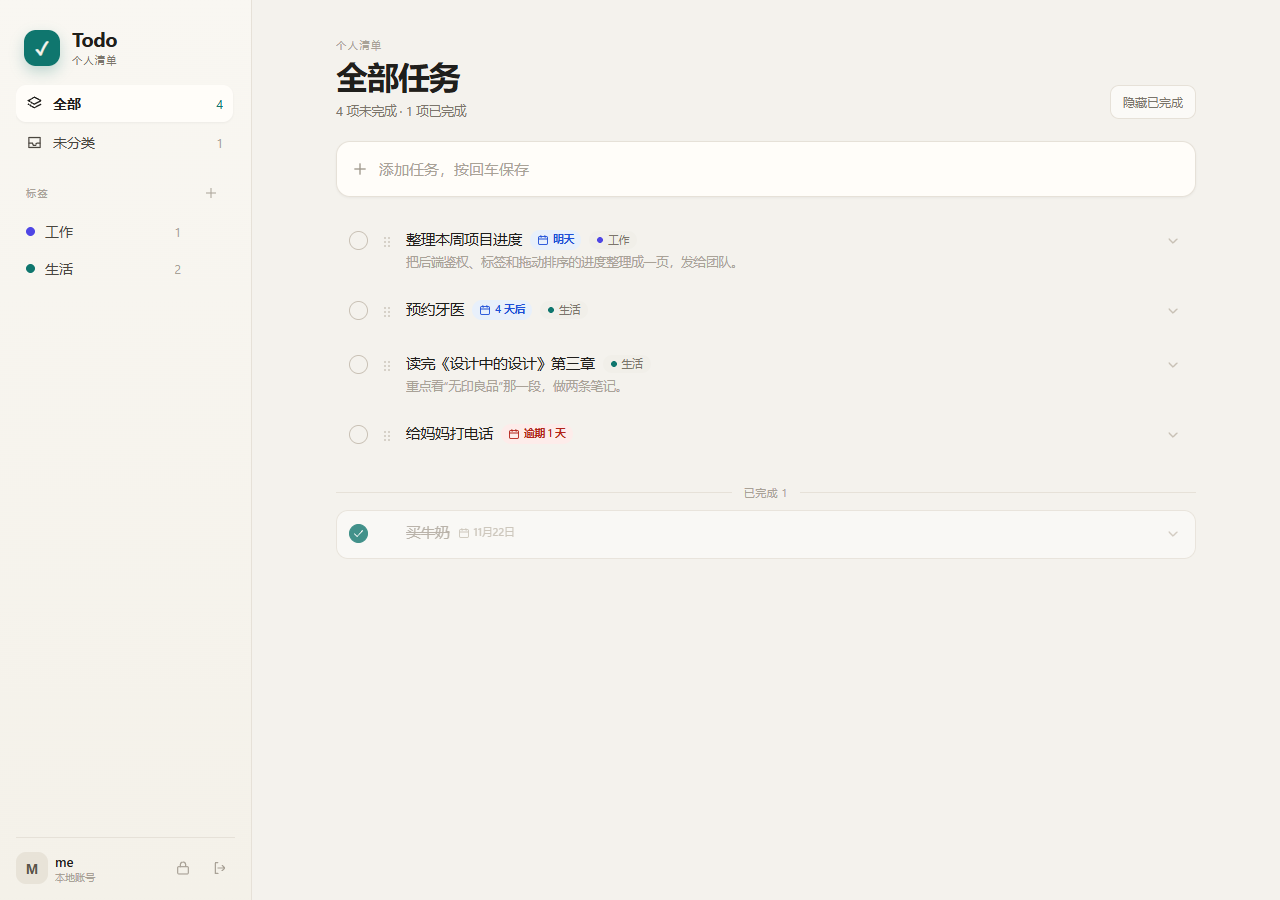 Todo
个人清单
全部 4
未分类 1
标签
工作 1
生活 2
M
me
本地账号
个人清单
全部任务
4 项未完成 · 1 项已完成
隐藏已完成
添加任务，按回车保存
整理本周项目进度 明天 工作
把后端鉴权、标签和拖动排序的进度整理成一页，发给团队。
预约牙医 4 天后 生活
读完《设计中的设计》第三章 生活
重点看“无印良品”那一段，做两条笔记。
给妈妈打电话 逾期 1 天
已完成 1
买牛奶 11月22日